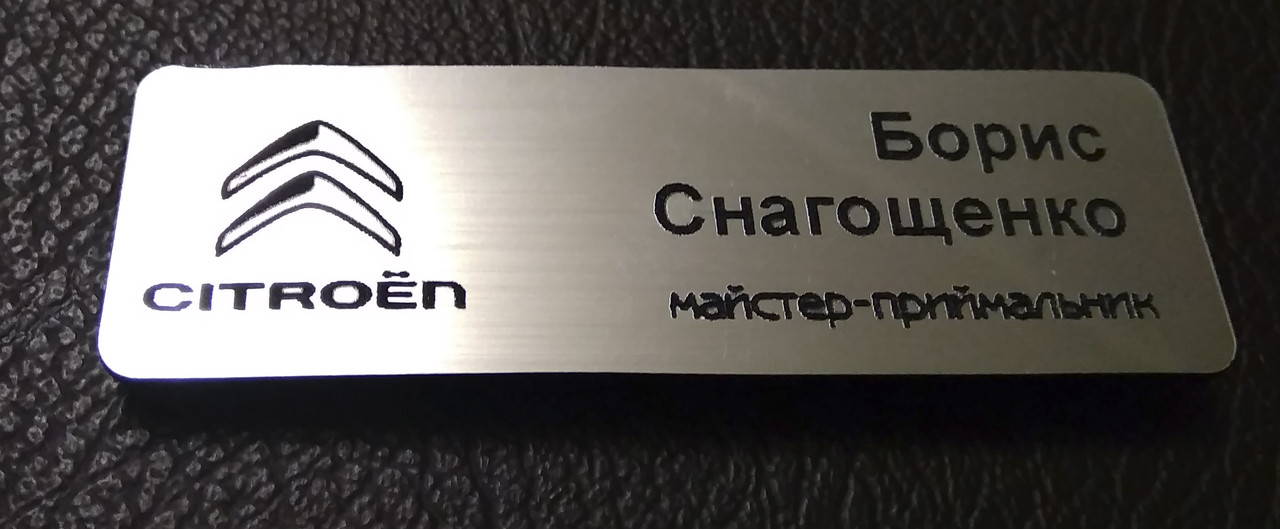 CITROËN
Борис
Снагощенко
майстер-приймальник